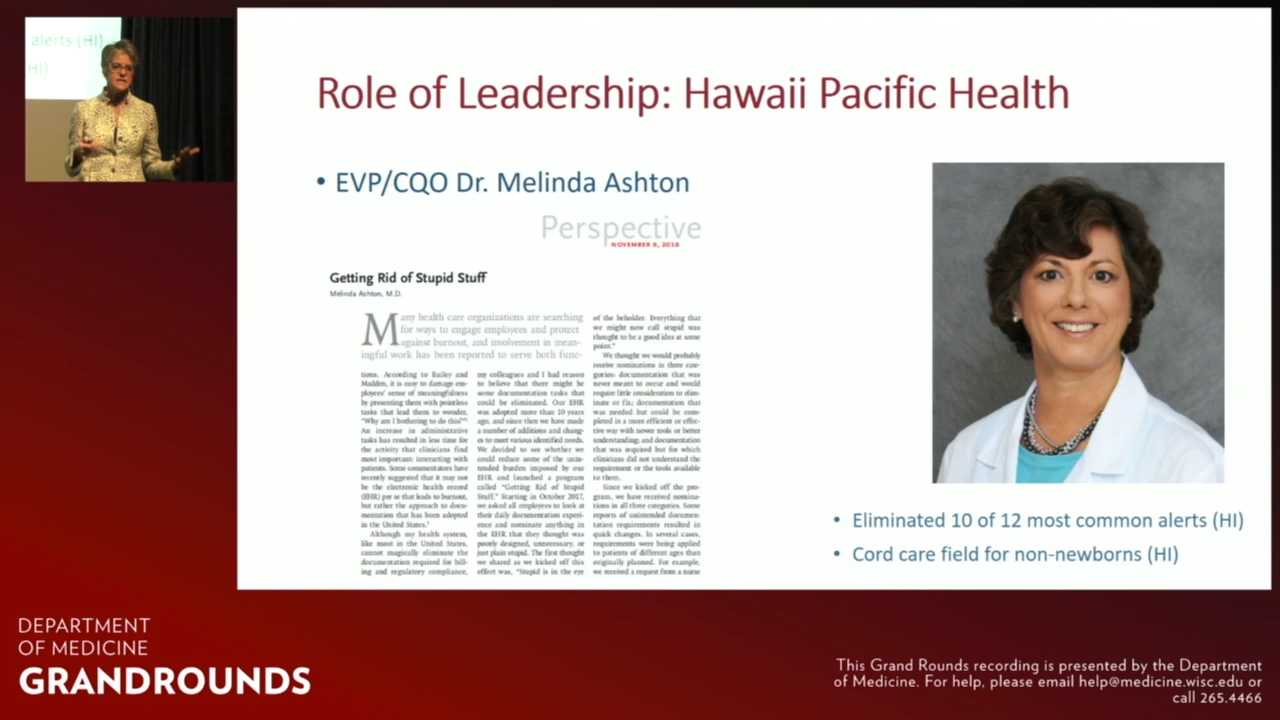 alerts (HI)
HI)
Role of Leadership: Hawaii Pacific Health
• EVP/CQO Dr. Melinda Ashton
Perspective
NOVEMBER 8, 2018
Getting Rid of Stupid Stuff
Melinda Ashton, M.D.
Many health care organizations are searching
for ways to engage employees and protect
against burnout, and involvement in mean-
ingful work has been reported to serve both func-
tions. According to Bailey and
Madden, it is easy to damage em-
ployees' sense of meaningfulness
by presenting them with pointless
tasks that lead them to wonder,
"Why am I bothering to do this?"¹
An increase in administrative
tasks has resulted in less time for
the activity that clinicians find
most important: interacting with
patients. Some commentators have
recently suggested that it may not
be the electronic health record
(EHR) per se that leads to burnout,
but rather the approach to docu-
mentation that has been adopted
in the United States.²
Although my health system,
like most in the United States,
cannot magically eliminate the
documentation required for bill-
ing and regulatory compliance,
my colleagues and I had reason
to believe that there might be
some documentation tasks that
could be eliminated. Our EHR
was adopted more than 10 years
ago, and since then we have made
a number of additions and chang-
es to meet various identified needs.
We decided to see whether we
could reduce some of the unin-
tended burden imposed by our
EHR and launched a program
called "Getting Rid of Stupid
Stuff." Starting in October 2017,
we asked all employees to look at
their daily documentation experi-
ence and nominate anything in
the EHR that they thought was
poorly designed, unnecessary, or
just plain stupid. The first thought
we shared as we kicked off this
effort was, "Stupid is in the eye
of the beholder. Everything that
we might now call stupid was
thought to be a good idea at some
point."
We thought we would probably
receive nominations in three cate-
gories: documentation that was
never meant to occur and would
require little consideration to elim-
inate or fix; documentation that
was needed but could be com-
pleted in a more efficient or effec-
tive way with newer tools or better
understanding; and documentation
that was required but for which
clinicians did not understand the
requirement or the tools available
to them.
Since we kicked off the pro-
gram, we have received nomina-
tions in all three categories. Some
reports of unintended documen-
tation requirements resulted in
quick changes. In several cases,
requirements were being applied
to patients of different ages than
originally planned. For example,
we received a request from a nurse
• Eliminated 10 of 12 most common alerts (HI)
• Cord care field for non-newborns (HI)
DEPARTMENT
OF MEDICINE
GRANDROUNDS
This Grand Rounds recording is presented by the Department
of Medicine. For help, please email help@medicine.wisc.edu or
call 265.4466